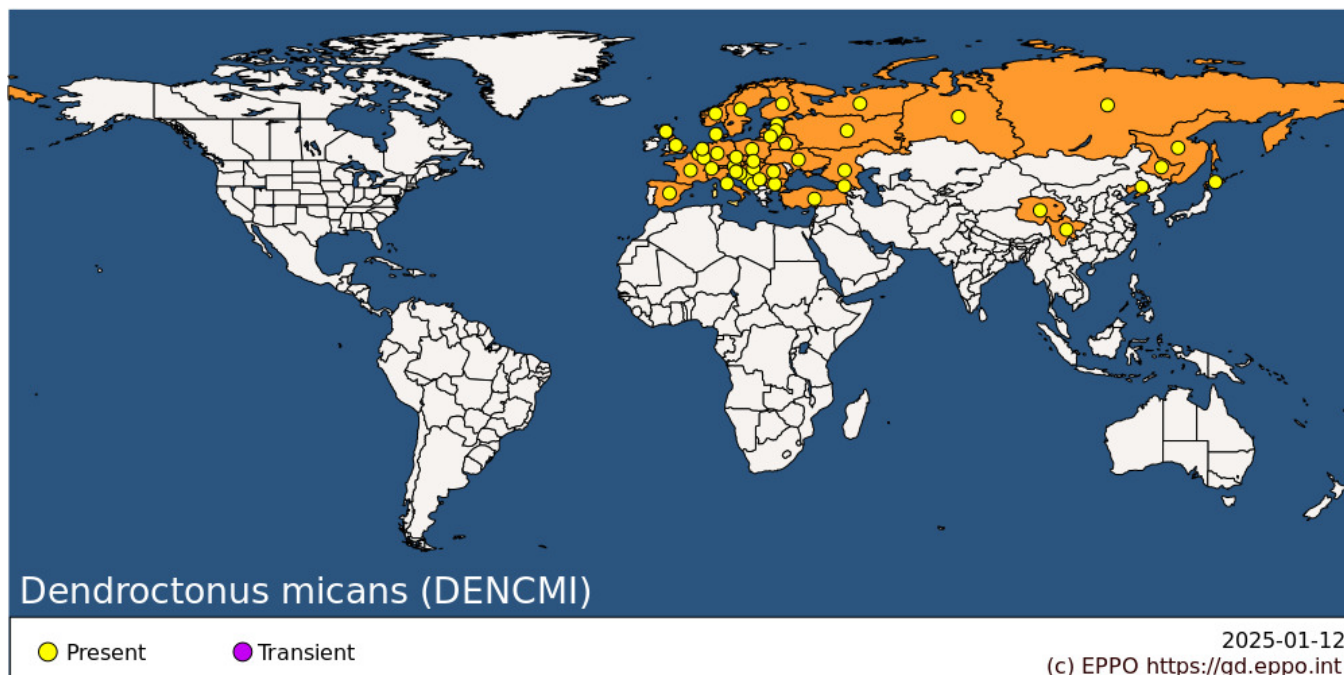 Dendroctonus micans (DENCMI)
Present
Transient
2025-01-12
(c) EPPO https://gd.eppo.int